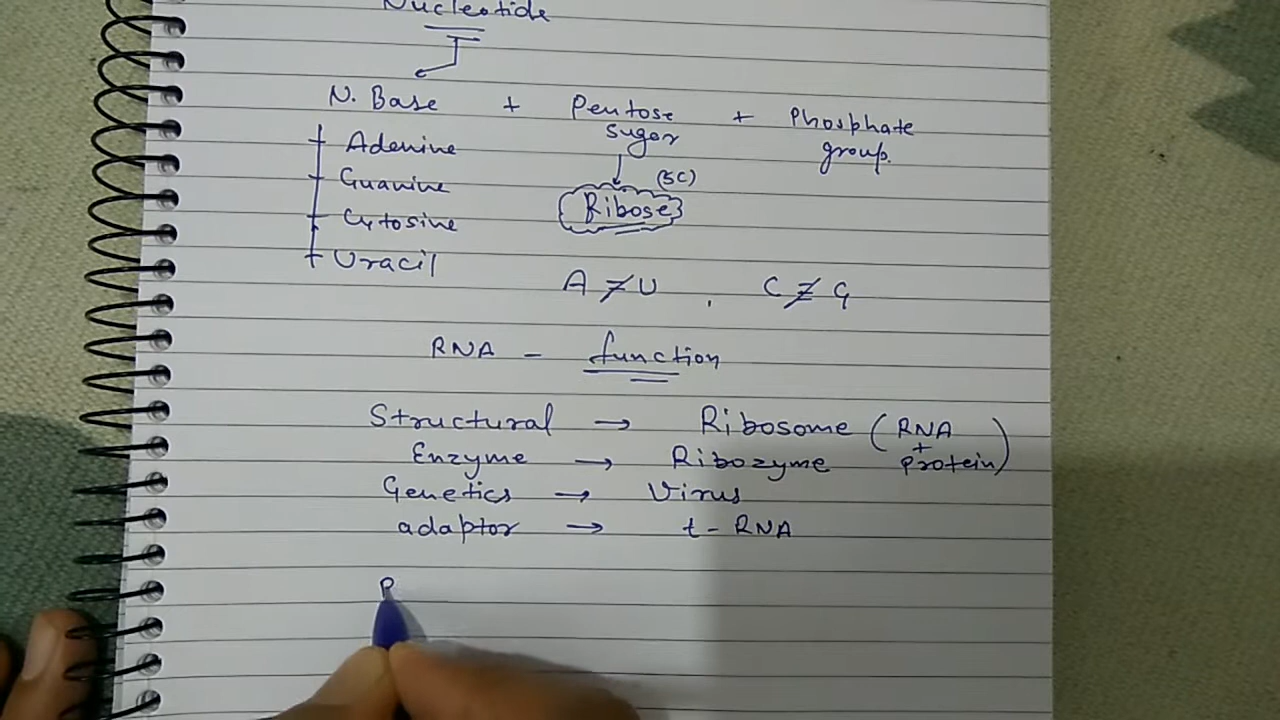 Nucleotide
N. Base + Pentose sugar + Phosphate group.
Adenine
Guanine (5C)
Cytosine Ribose
Uracil
A ≠ U , C ≢ G
RNA - function
Structural → Ribosome (RNA + protein)
Enzyme → Ribozyme
Genetics → Virus
adaptor → t-RNA
R